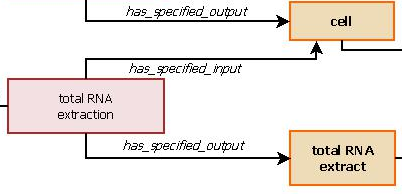 has_specified_output
cell
has_specified_input
total RNA
extraction
has_specified_output
total RNA
extract